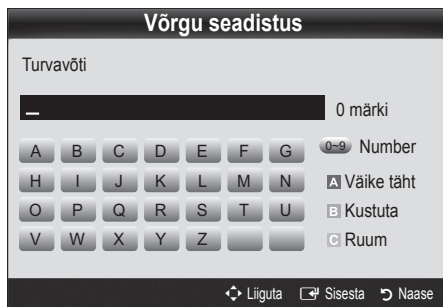 Võrgu seadistus
Turvavõti
_ 0 märki
A B C D E F G 0~9 Number
H I J K L M N A Väike täht
O P Q R S T U B Kustuta
V W X Y Z C Ruum
Liiguta Sisesta Naase